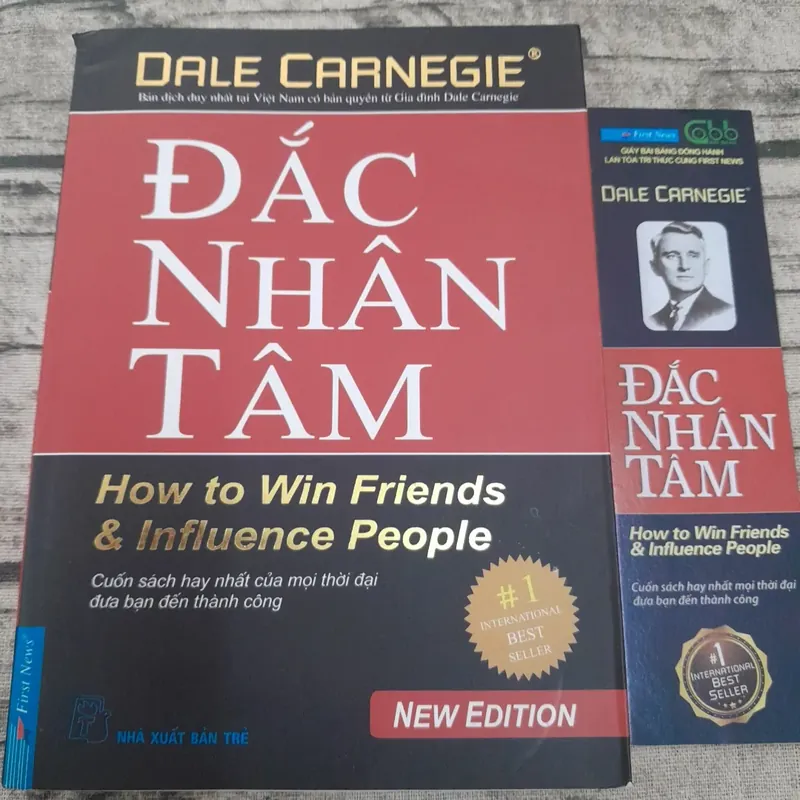 DALE CARNEGIE®
Bản dịch duy nhất tại Việt Nam có bản quyền từ Gia đình Dale Carnegie
ĐẮC
NHÂN
TÂM
How to Win Friends
& Influence People
Cuốn sách hay nhất của mọi thời đại
đưa bạn đến thành công
#1
INTERNATIONAL
BEST
SELLER
NEW EDITION
First News
NHÀ XUẤT BẢN TRẺ
First News
Cobb
GIẤY BÃI BẰNG ĐỒNG HÀNH
LAN TỎA TRI THỨC CÙNG FIRST NEWS
DALE CARNEGIE®
ĐẮC
NHÂN
TÂM
How to Win Friends
& Influence People
Cuốn sách hay nhất mọi thời đại
đưa bạn đến thành công
#1
INTERNATIONAL
BEST
SELLER